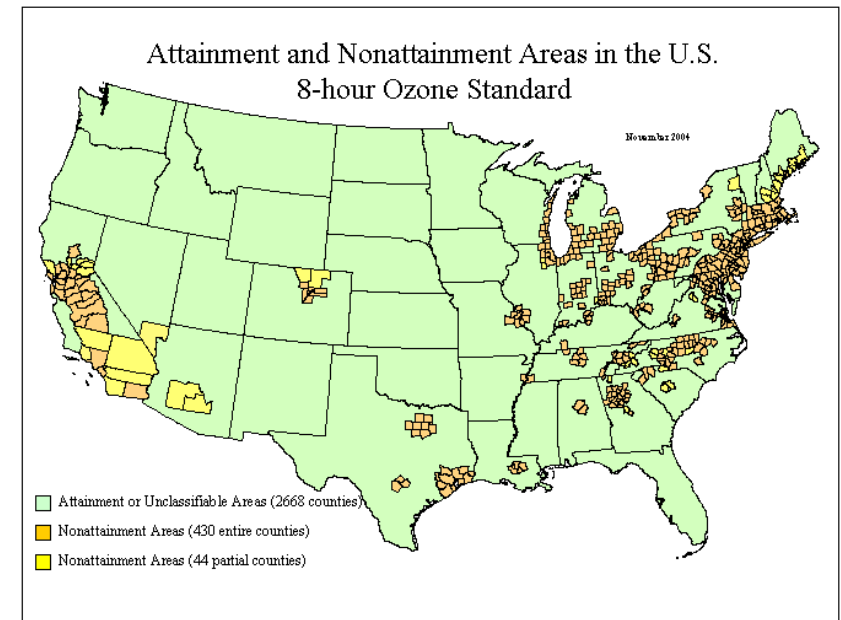 Attainment and Nonattainment Areas in the U.S.
8-hour Ozone Standard
November 2004
Attainment or Unclassifiable Areas (2668 counties)
Nonattainment Areas (430 entire counties)
Nonattainment Areas (44 partial counties)